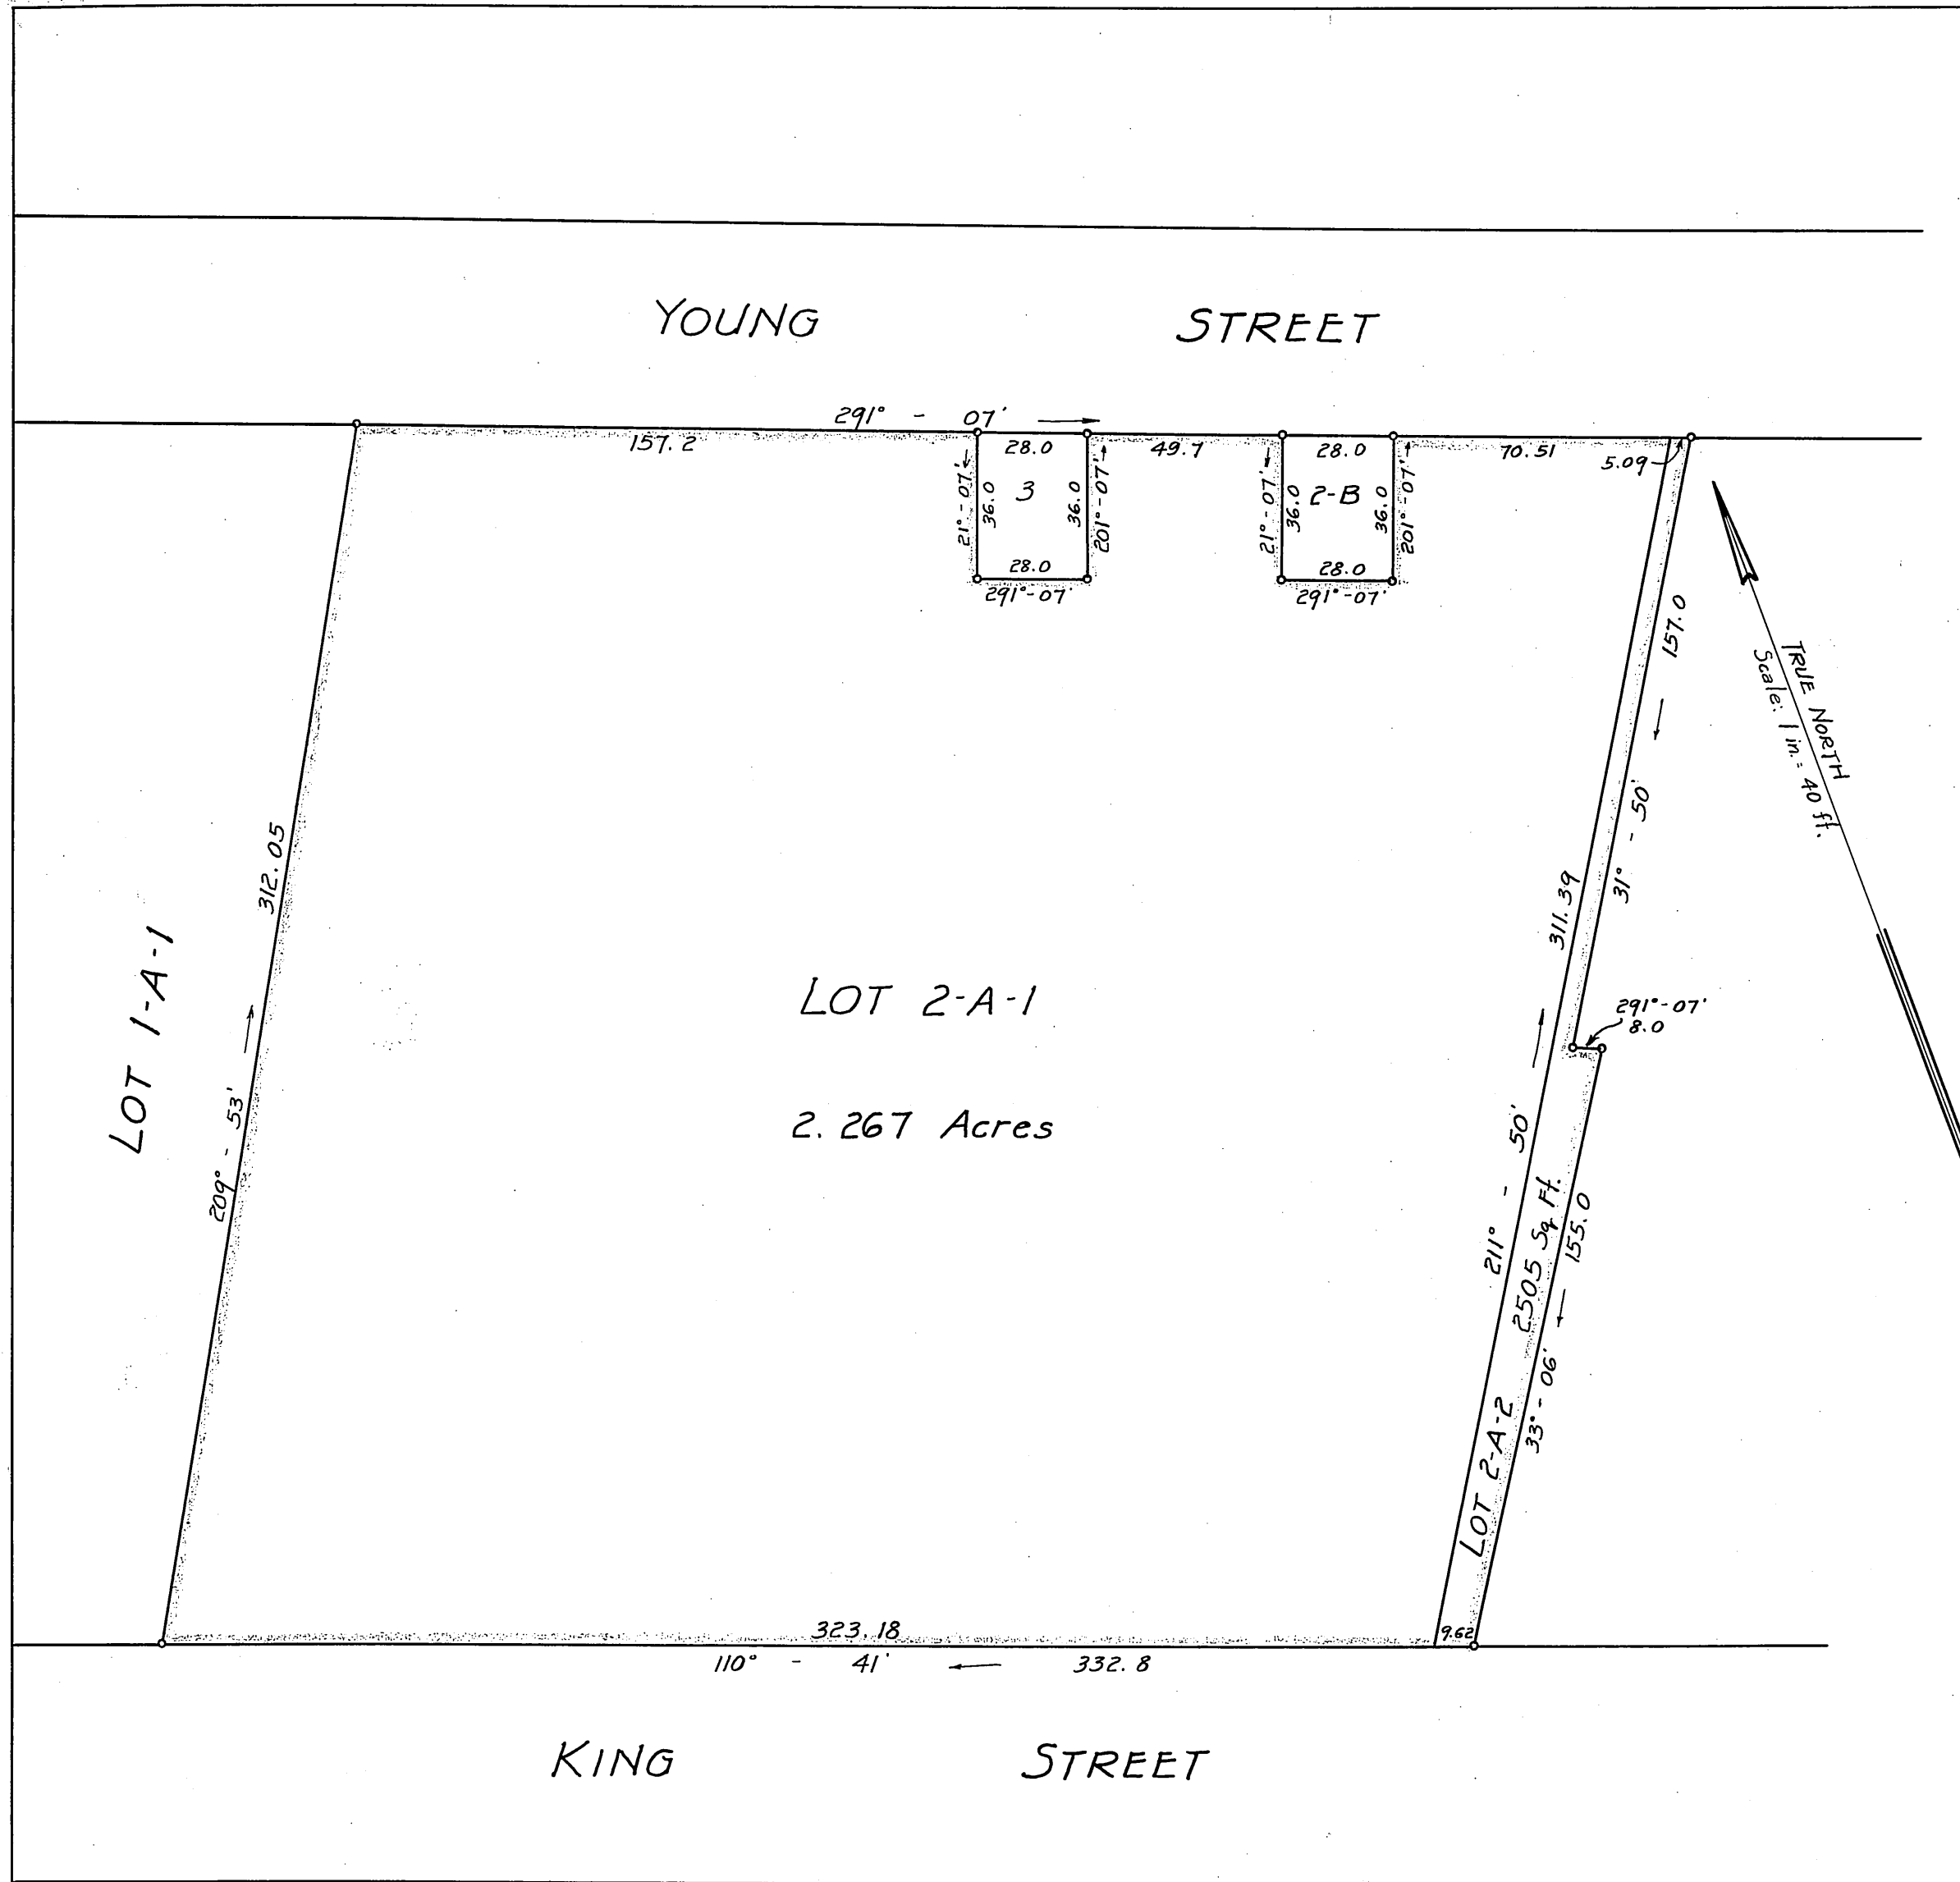 YOUNG STREET
291° - 07'
157.2
28.0
49.7
28.0
70.51
5.09
21°-07'
36.0
3
36.0
201°-07'
21°-07'
36.0
2-B
36.0
201°-07'
28.0
291°-07'
28.0
291°-07'
157.0
31° - 50'
TRUE NORTH
Scale: 1 in. = 40 ft.
312.05
209° - 53'
LOT 1-A-1
LOT 2-A-1
2.267 Acres
311.39
211° - 50'
291°-07'
8.0
LOT 2-A-2 2505 Sq. Ft.
155.0
33° - 06'
323.18
9.62
110° - 41' 332.8
KING STREET